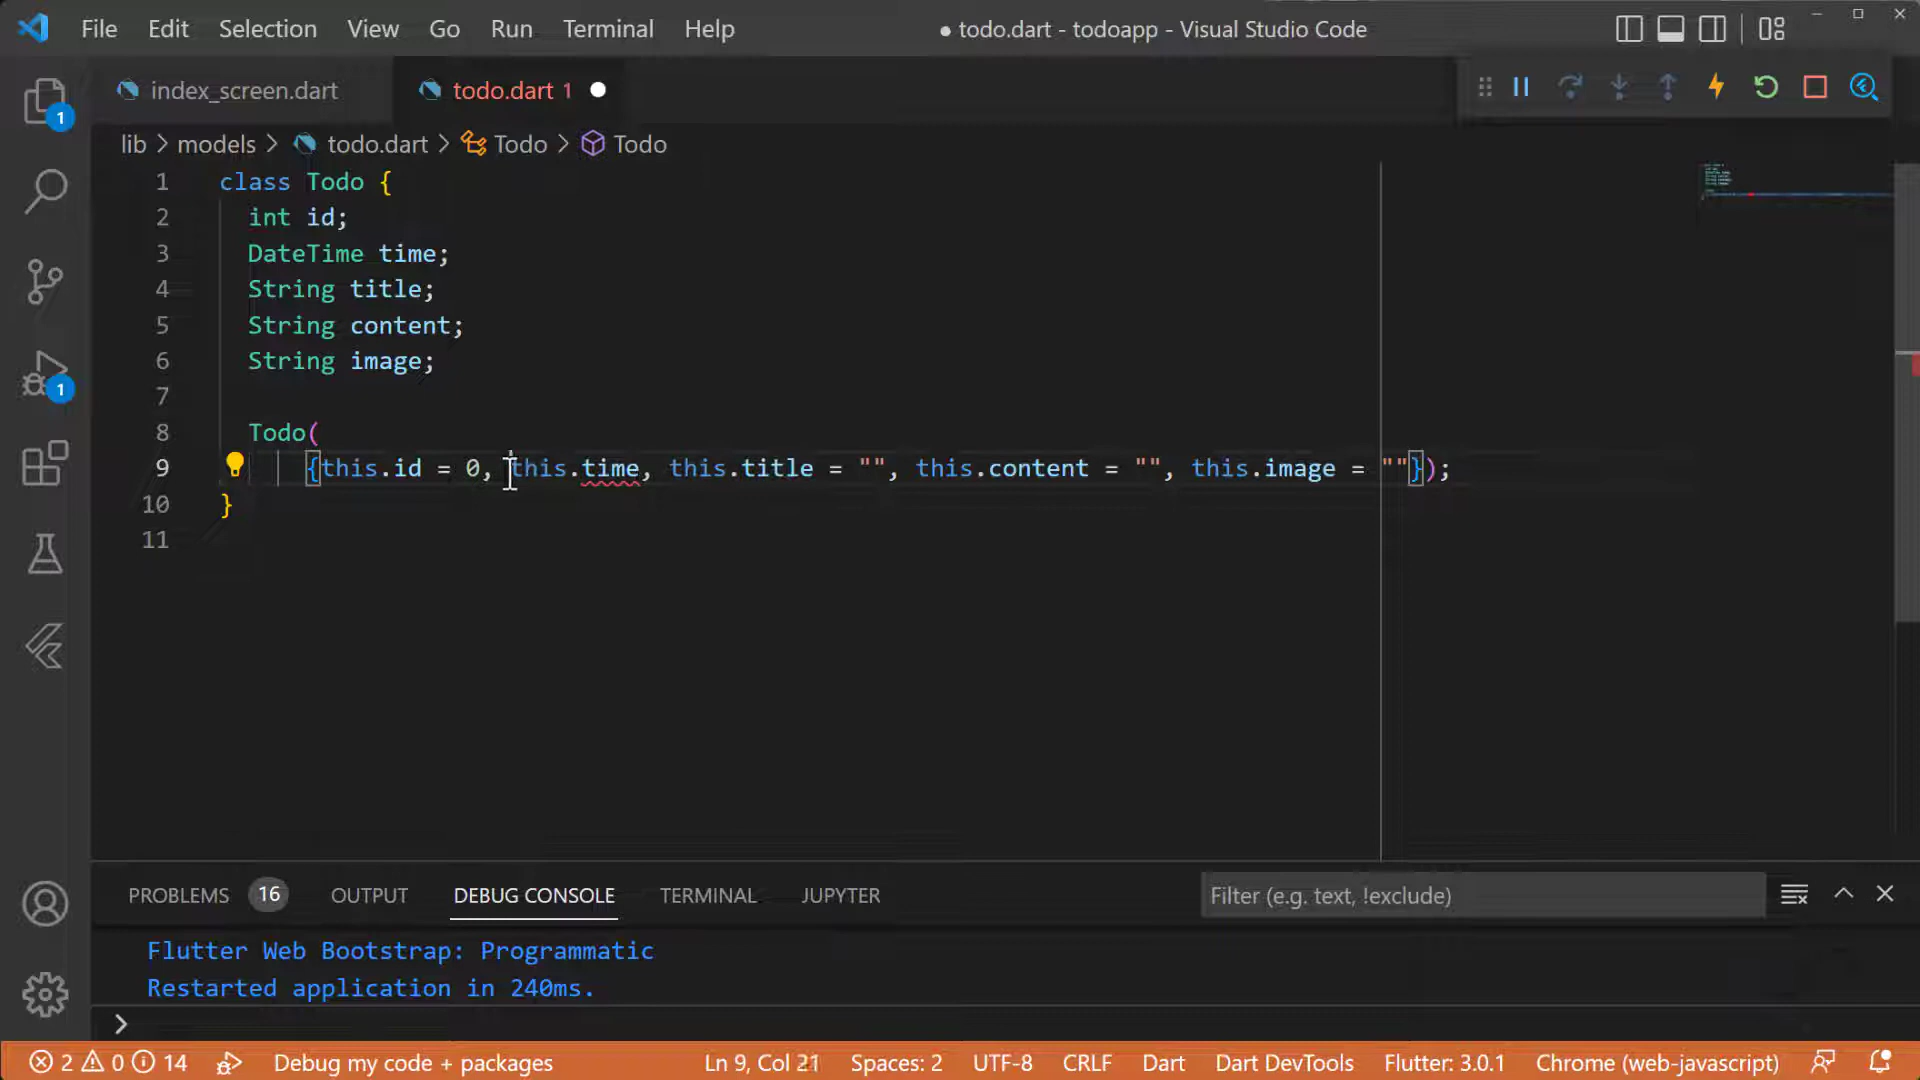 File Edit Selection View Go Run Terminal Help
● todo.dart - todoapp - Visual Studio Code
index_screen.dart
todo.dart 1
1
lib > models > todo.dart > Todo > Todo
1 class Todo {
2 int id;
3 DateTime time;
4 String title;
5 String content;
6 String image;
7
8 Todo(
9 {this.id = 0, this.time, this.title = "", this.content = "", this.image = ""});
10 }
11
1
PROBLEMS 16 OUTPUT DEBUG CONSOLE TERMINAL JUPYTER
Filter (e.g. text, !exclude)
Flutter Web Bootstrap: Programmatic
Restarted application in 240ms.
>
2 0 14 Debug my code + packages Ln 9, Col 21 Spaces: 2 UTF-8 CRLF Dart Dart DevTools Flutter: 3.0.1 Chrome (web-javascript)